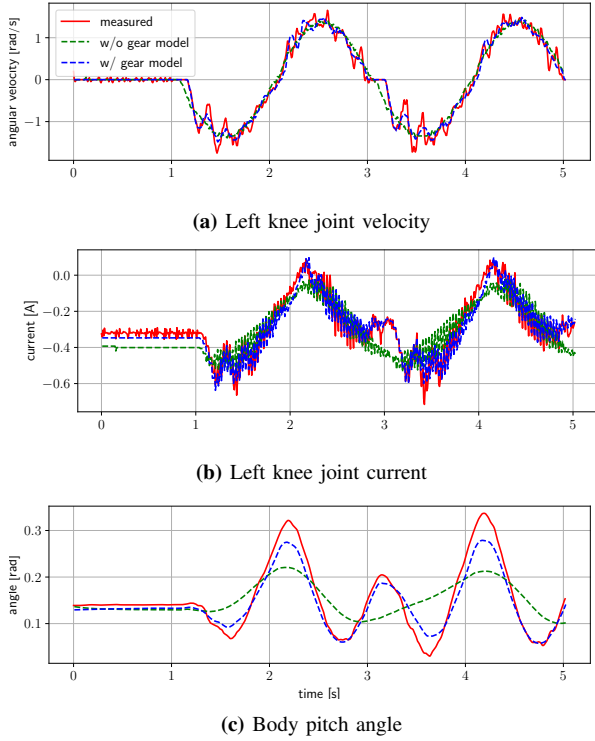 measured
w/o gear model
w/ gear model
angular velocity [rad/s]
1
0
−1
0 1 2 3 4 5
(a) Left knee joint velocity
current [A]
0.0
−0.2
−0.4
−0.6
0 1 2 3 4 5
(b) Left knee joint current
angle [rad]
0.3
0.2
0.1
0 1 2 3 4 5
time [s]
(c) Body pitch angle